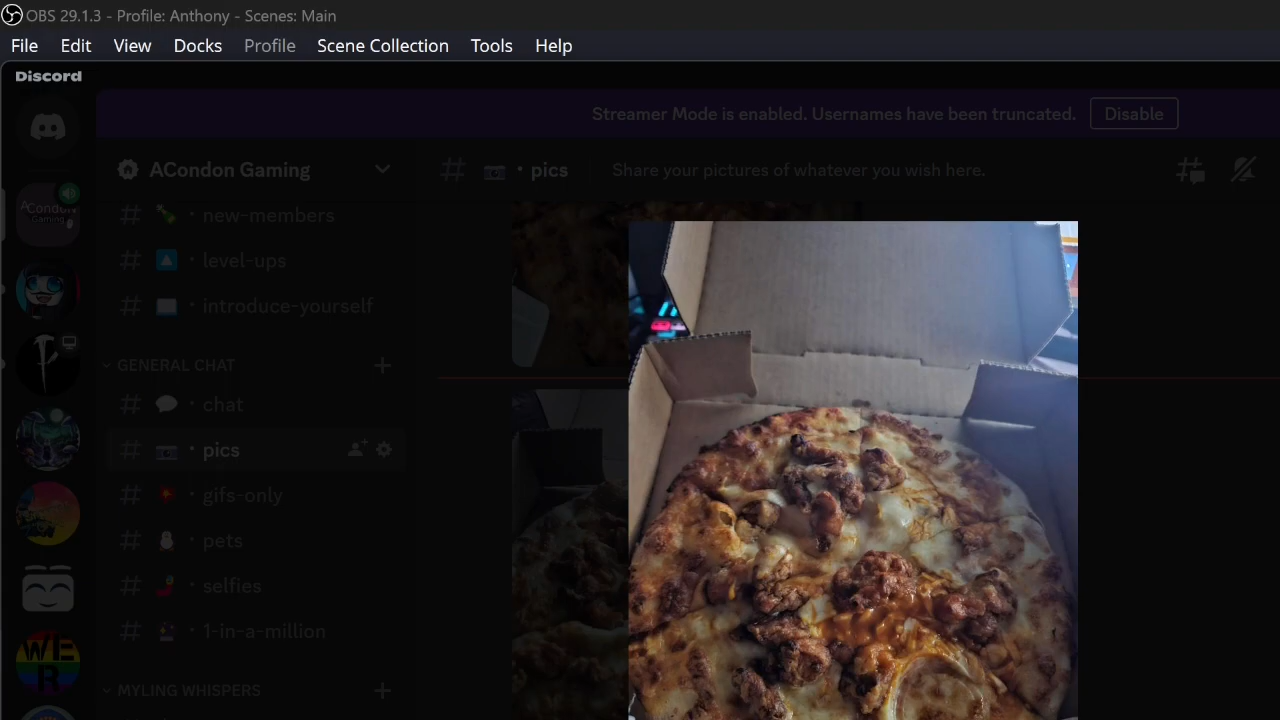 OBS 29.1.3 - Profile: Anthony - Scenes: Main
File Edit View Docks Profile Scene Collection Tools Help
Discord
Streamer Mode is enabled. Usernames have been truncated. Disable
ACondon Gaming
# • pics Share your pictures of whatever you wish here.
ACondon
Gaming
# • new-members
# • level-ups
# • introduce-yourself
GENERAL CHAT +
# • chat
# • pics
# • gifs-only
# • pets
# • selfies
# • 1-in-a-million
WE
R
MYLING WHISPERS +